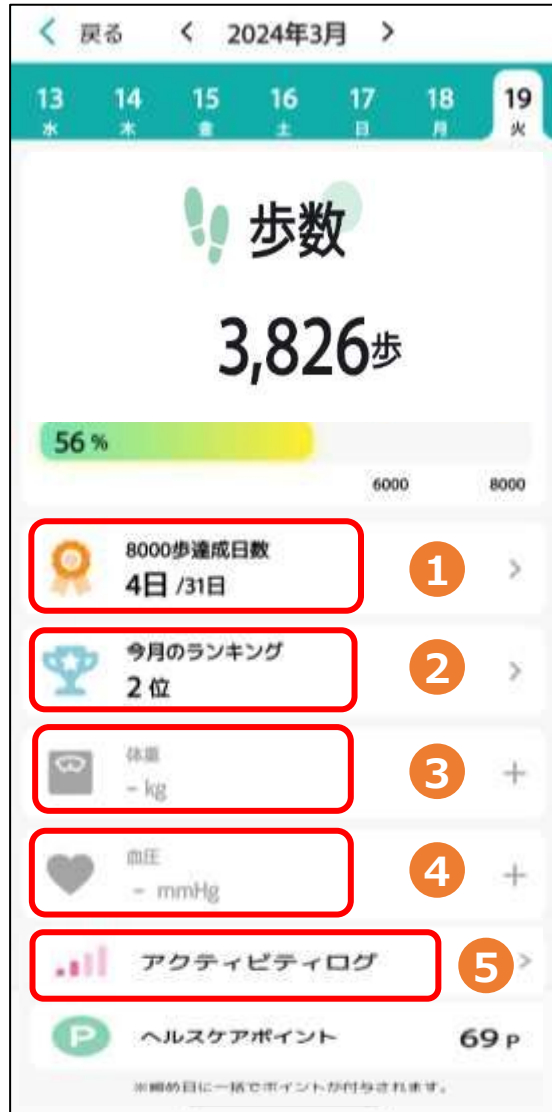 戻る 2024年3月
13 14 15 16 17 18 19
水 木 金 土 日 月 火
歩数
3,826歩
56 %
6000 8000
8000歩達成日数
4日 /31日
1
今月のランキング
2 位
2
体重
- kg
3
血圧
- mmHg
4
アクティビティログ
5
P ヘルスケアポイント 69 P
※締め日に一括でポイントが付与されます。